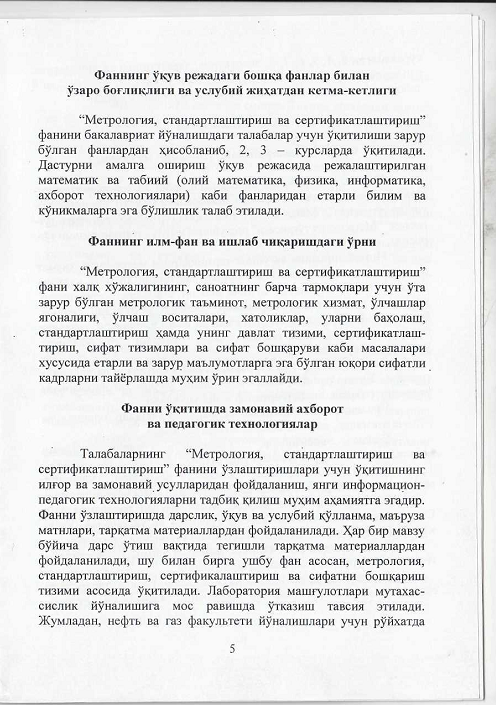 Фаннинг ўқув режадаги бошқа фанлар билан
ўзаро боғлиқлиги ва услубий жиҳатдан кетма-кетлиги
“Метрология, стандартлаштириш ва сертификатлаштириш”
фанини бакалавриат йўналишдаги талабалар учун ўқитилиши зарур
бўлган фанлардан ҳисобланиб, 2, 3 – курсларда ўқитилади.
Дастурни амалга ошириш ўқув режасида режалаштирилган
математик ва табиий (олий математика, физика, информатика,
ахборот технологиялари) каби фанларидан етарли билим ва
кўникмаларга эга бўлишлик талаб этилади.
Фаннинг илм-фан ва ишлаб чиқаришдаги ўрни
“Метрология, стандартлаштириш ва сертификатлаштириш”
фани халқ хўжалигининг, саноатнинг барча тармоқлари учун ўта
зарур бўлган метрологик таъминот, метрологик хизмат, ўлчашлар
ягоналиги, ўлчаш воситалари, хатоликлар, уларни баҳолаш,
стандартлаштириш ҳамда унинг давлат тизими, сертификатлаш-
тириш, сифат тизимлари ва сифат бошқаруви каби масалалари
хусусида етарли ва зарур маълумотларга эга бўлган юқори сифатли
кадрларни тайёрлашда муҳим ўрин эгаллайди.
Фанни ўқитишда замонавий ахборот
ва педагогик технологиялар
Талабаларнинг “Метрология, стандартлаштириш ва
сертификатлаштириш” фанини ўзлаштиришлари учун ўқитишнинг
илғор ва замонавий усулларидан фойдаланиш, янги информацион-
педагогик технологияларни тадбиқ қилиш муҳим аҳамиятга эгадир.
Фанни ўзлаштиришда дарслик, ўқув ва услубий қўлланма, маъруза
матнлари, тарқатма материаллардан фойдаланилади. Ҳар бир мавзу
бўйича дарс ўтиш вақтида тегишли тарқатма материаллардан
фойдаланилади, шу билан бирга ушбу фан асосан, метрология,
стандартлаштириш, сертификалаштириш ва сифатни бошқариш
тизими асосида ўқитилади. Лаборатория машғулотлари мутахас-
сислик йўналишига мос равишда ўтказиш тавсия этилади.
Жумладан, нефть ва газ факультети йўналишлари учун рўйхатда
5